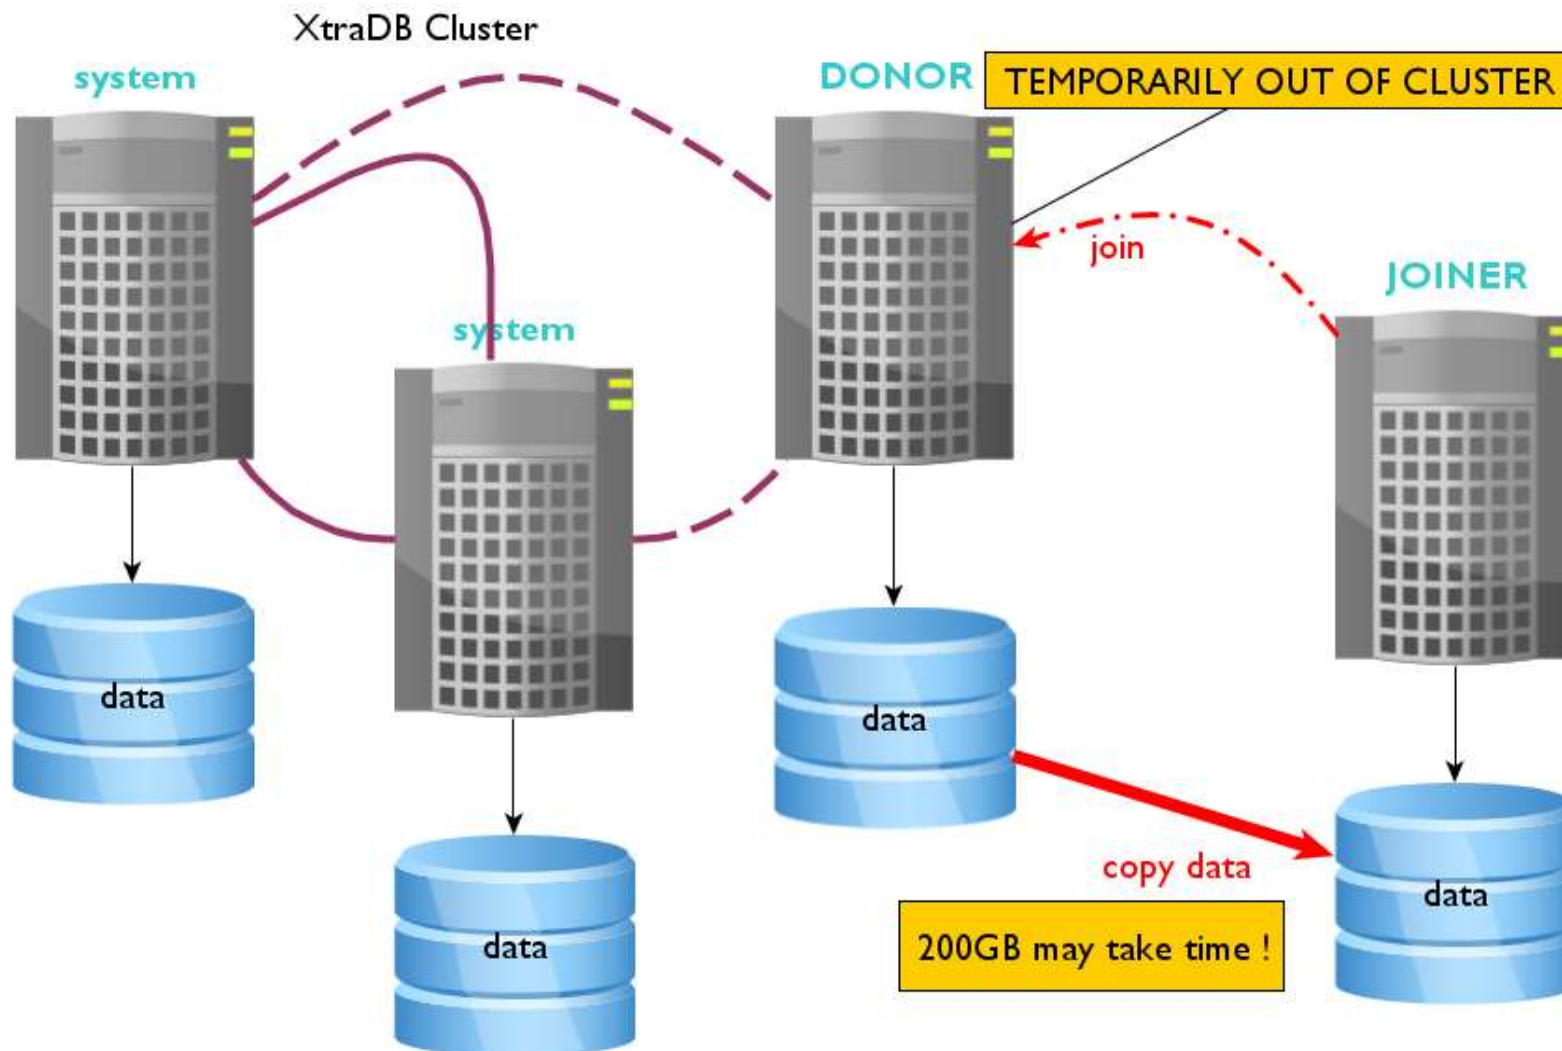 XtraDB Cluster
system
DONOR
TEMPORARILY OUT OF CLUSTER
join
JOINER
system
data
data
copy data
data
200GB may take time !
data